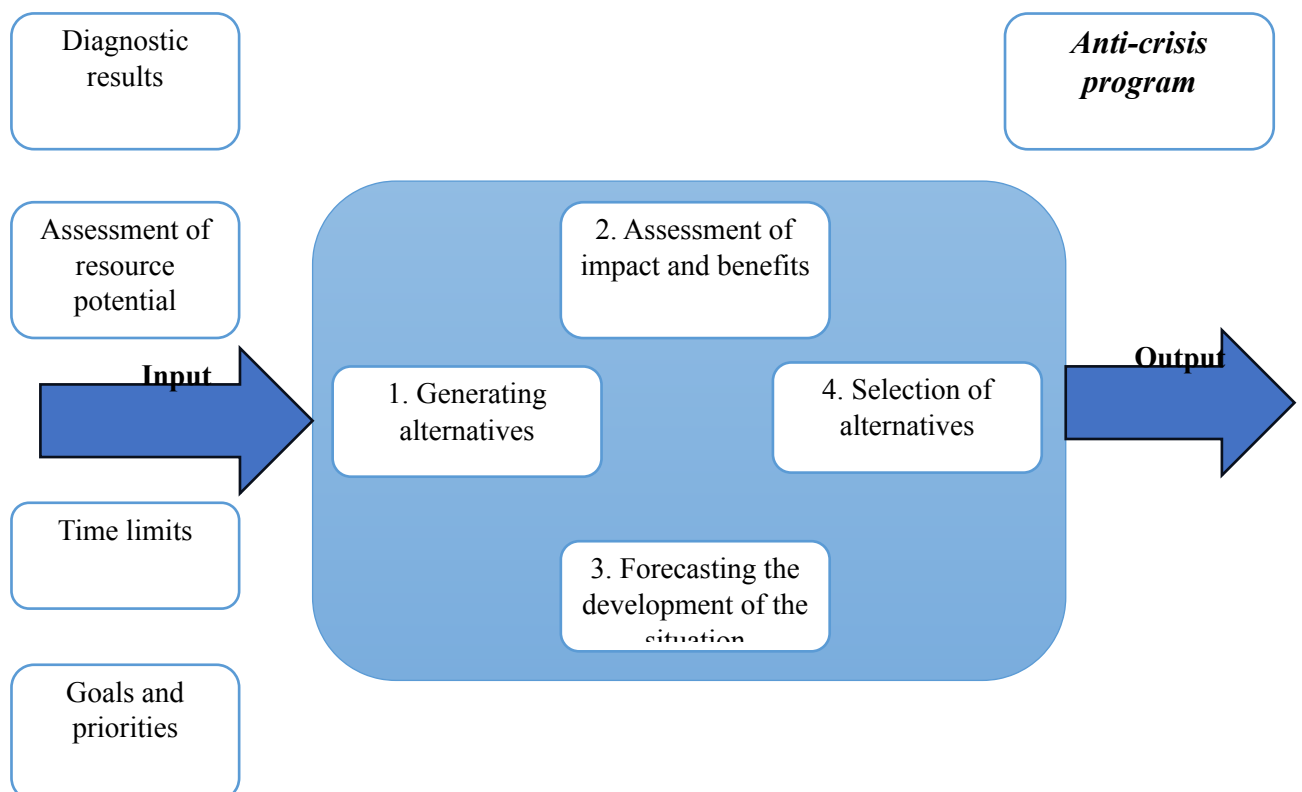 Diagnostic
results
Anti-crisis
program
Assessment of
resource
potential
2. Assessment of
impact and benefits
Input
Output
1. Generating
alternatives
4. Selection of
alternatives
Time limits
3. Forecasting the
development of the
situation
Goals and
priorities